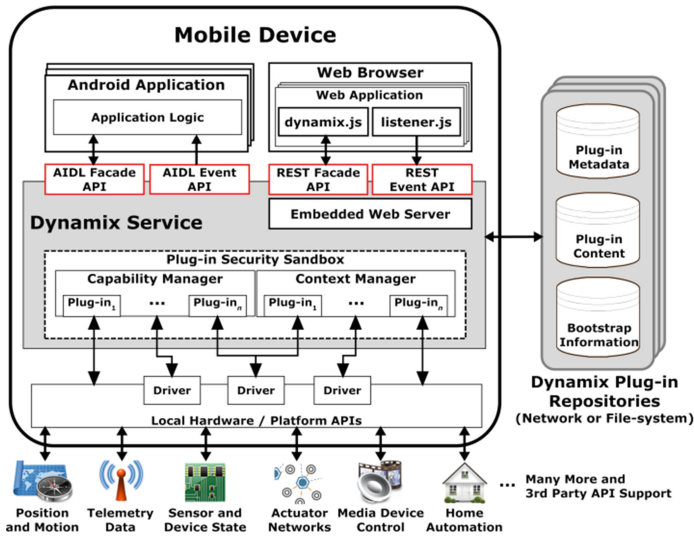 Mobile Device
Android Application
Application Logic
Web Browser
Web Application
dynamix.js
listener.js
AIDL Facade
API
AIDL Event
API
REST Facade
API
REST
Event API
Dynamix Service
Embedded Web Server
Plug-in Security Sandbox
Capability Manager
Plug-in1
...
Plug-inn
Context Manager
Plug-in1
...
Plug-inn
Driver
Driver
Driver
Local Hardware / Platform APIs
Plug-in
Metadata
Plug-in
Content
Bootstrap
Information
Dynamix Plug-in
Repositories
(Network or File-system)
Position
and Motion
Telemetry
Data
Sensor and
Device State
Actuator
Networks
Media Device
Control
Home
Automation
... Many More and
3rd Party API Support